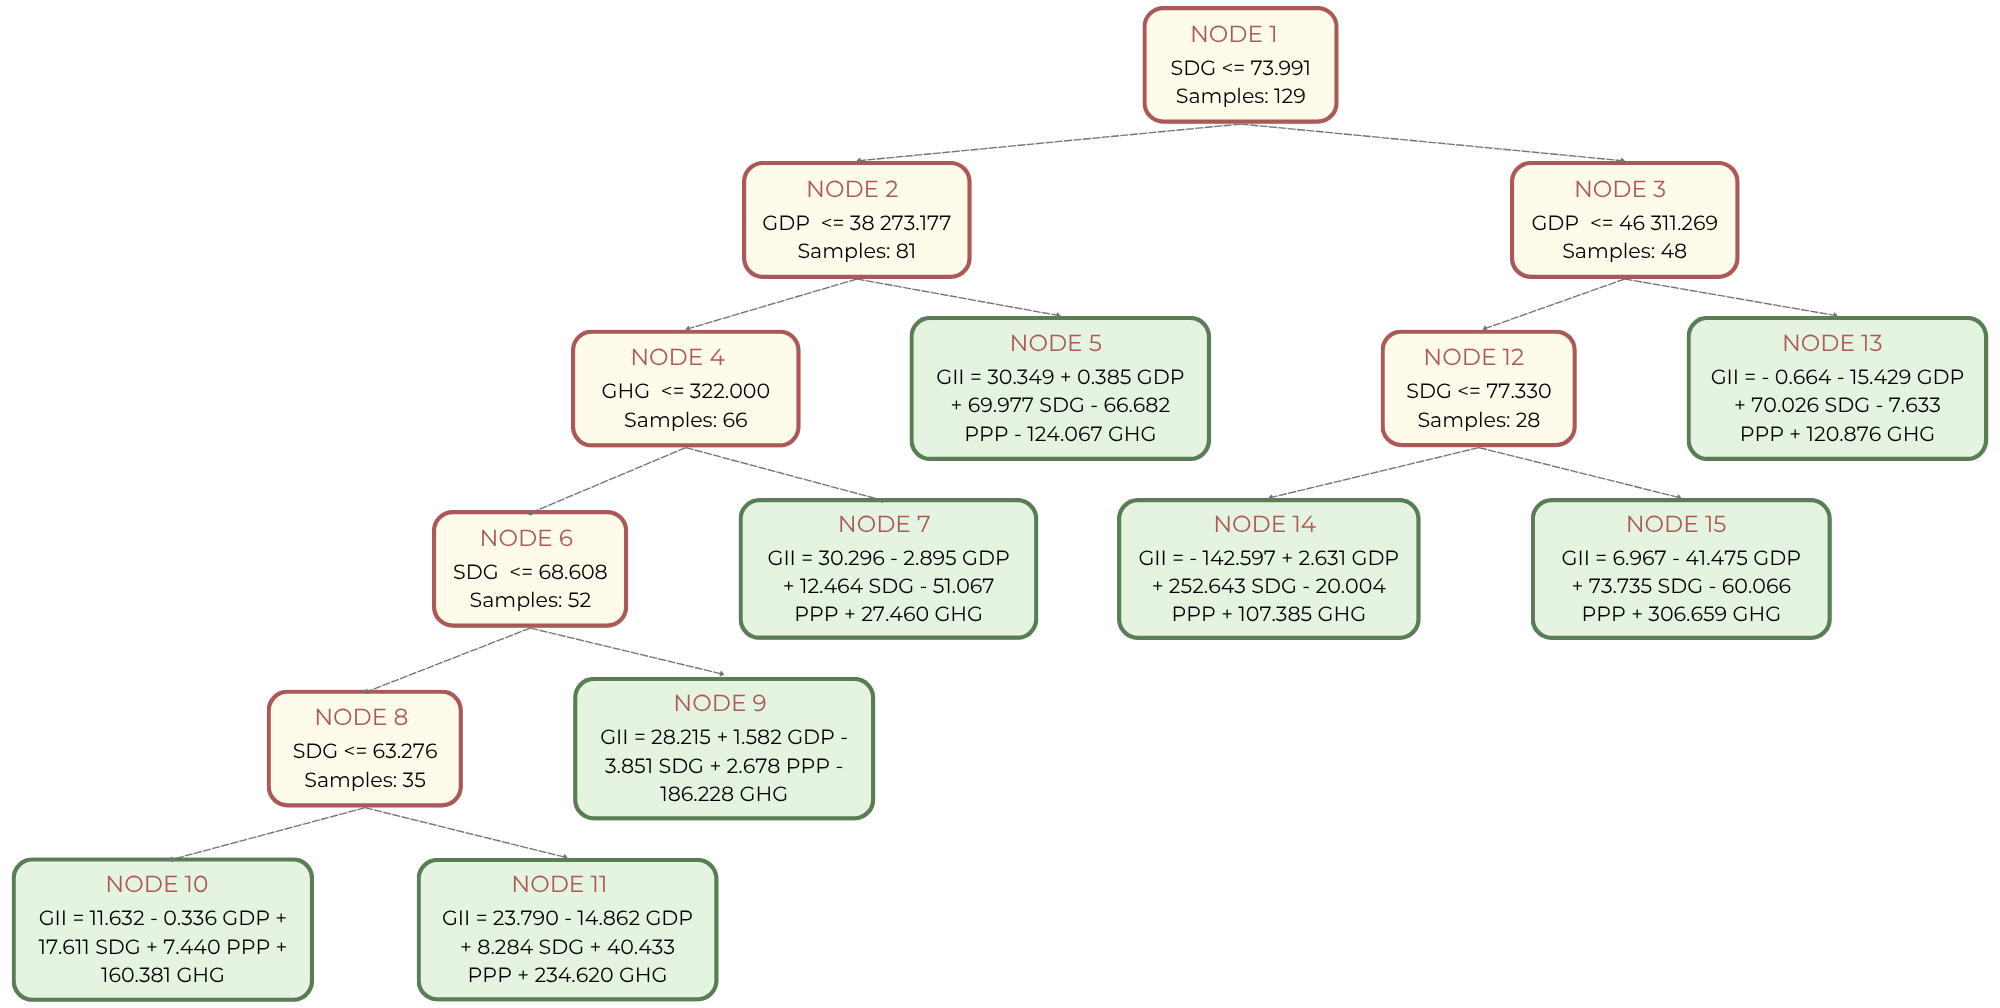 NODE 1
SDG <= 73.991
Samples: 129
NODE 2
GDP <= 38 273.177
Samples: 81
NODE 3
GDP <= 46 311.269
Samples: 48
NODE 4
GHG <= 322.000
Samples: 66
NODE 5
GII = 30.349 + 0.385 GDP
+ 69.977 SDG - 66.682
PPP - 124.067 GHG
NODE 12
SDG <= 77.330
Samples: 28
NODE 13
GII = - 0.664 - 15.429 GDP
+ 70.026 SDG - 7.633
PPP + 120.876 GHG
NODE 6
SDG <= 68.608
Samples: 52
NODE 7
GII = 30.296 - 2.895 GDP
+ 12.464 SDG - 51.067
PPP + 27.460 GHG
NODE 14
GII = - 142.597 + 2.631 GDP
+ 252.643 SDG - 20.004
PPP + 107.385 GHG
NODE 15
GII = 6.967 - 41.475 GDP
+ 73.735 SDG - 60.066
PPP + 306.659 GHG
NODE 8
SDG <= 63.276
Samples: 35
NODE 9
GII = 28.215 + 1.582 GDP -
3.851 SDG + 2.678 PPP -
186.228 GHG
NODE 10
GII = 11.632 - 0.336 GDP +
17.611 SDG + 7.440 PPP +
160.381 GHG
NODE 11
GII = 23.790 - 14.862 GDP
+ 8.284 SDG + 40.433
PPP + 234.620 GHG